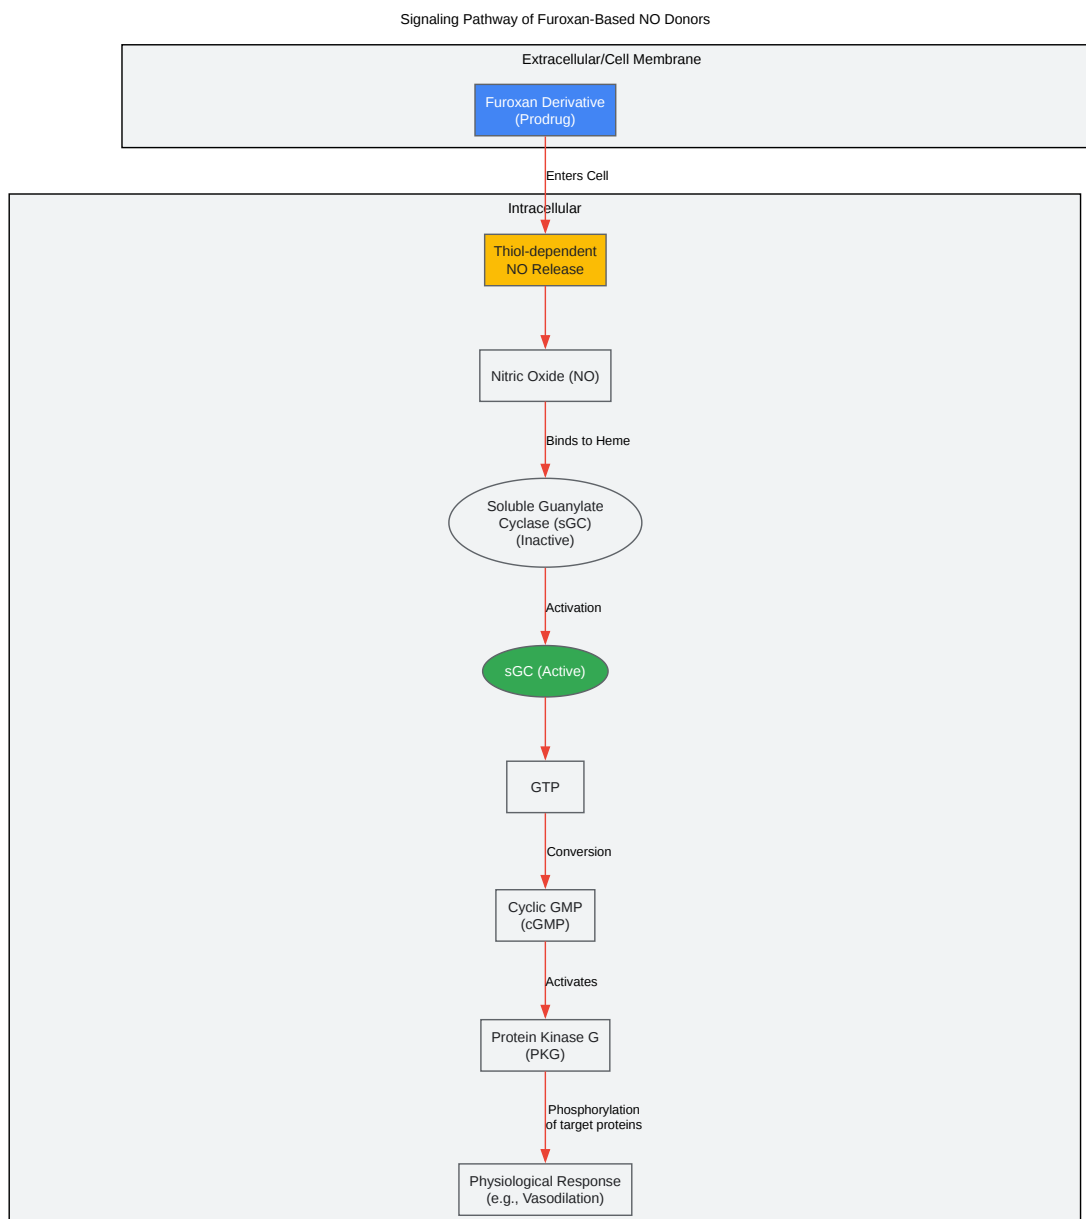 Signaling Pathway of Furoxan-Based NO Donors
Extracellular/Cell Membrane
Furoxan Derivative
(Prodrug)
Enters Cell
Intracellular
Thiol-dependent
NO Release
Nitric Oxide (NO)
Binds to Heme
Soluble Guanylate
Cyclase (sGC)
(Inactive)
Activation
sGC (Active)
GTP
Conversion
Cyclic GMP
(cGMP)
Activates
Protein Kinase G
(PKG)
Phosphorylation
of target proteins
Physiological Response
(e.g., Vasodilation)